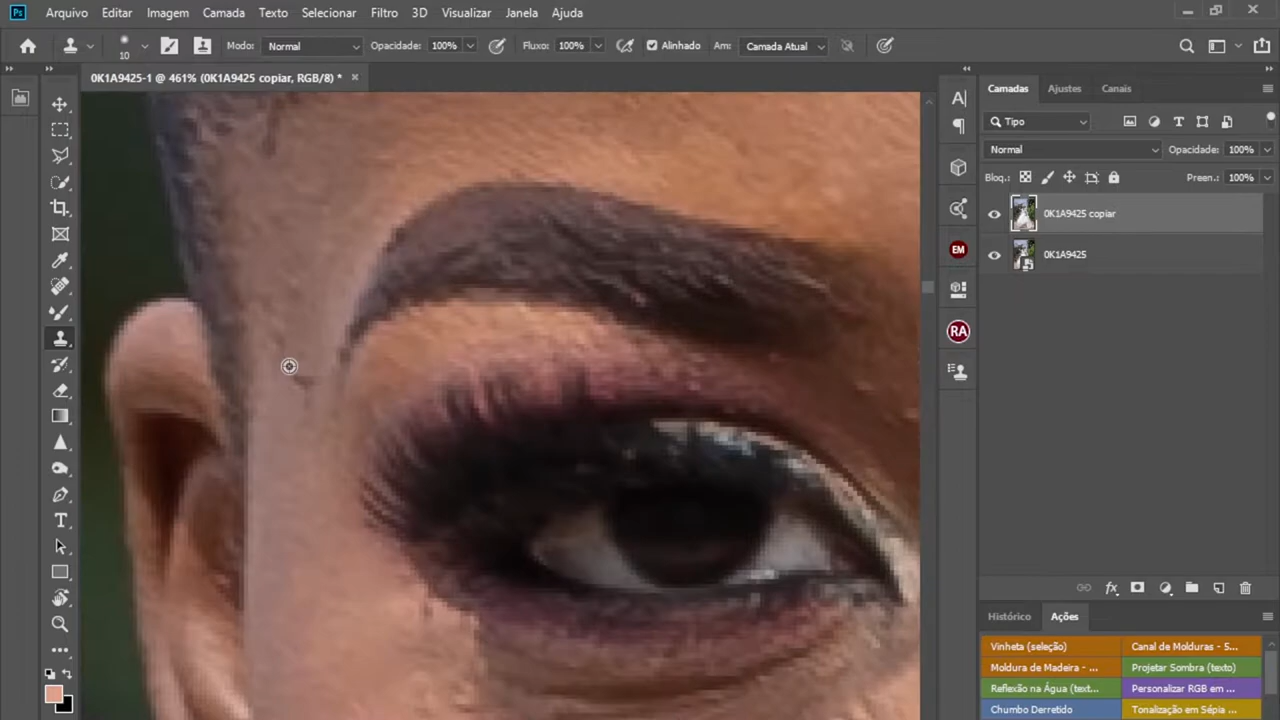 Ps Arquivo Editar Imagem Camada Texto Selecionar Filtro 3D Visualizar Janela Ajuda
10 Modo: Normal Opacidade: 100% Fluxo: 100% Alinhado Am: Camada Atual
0K1A9425-1 @ 461% (0K1A9425 copiar, RGB/8) *
Camadas Ajustes Canais
Tipo
Normal Opacidade: 100%
Bloq.: Preen.: 100%
0K1A9425 copiar
0K1A9425
EM
RA
fx
Histórico Ações
Vinheta (seleção) Canal de Molduras - 5...
Moldura de Madeira - ... Projetar Sombra (texto)
Reflexão na Água (text... Personalizar RGB em ...
Chumbo Derretido Tonalização em Sépia ...